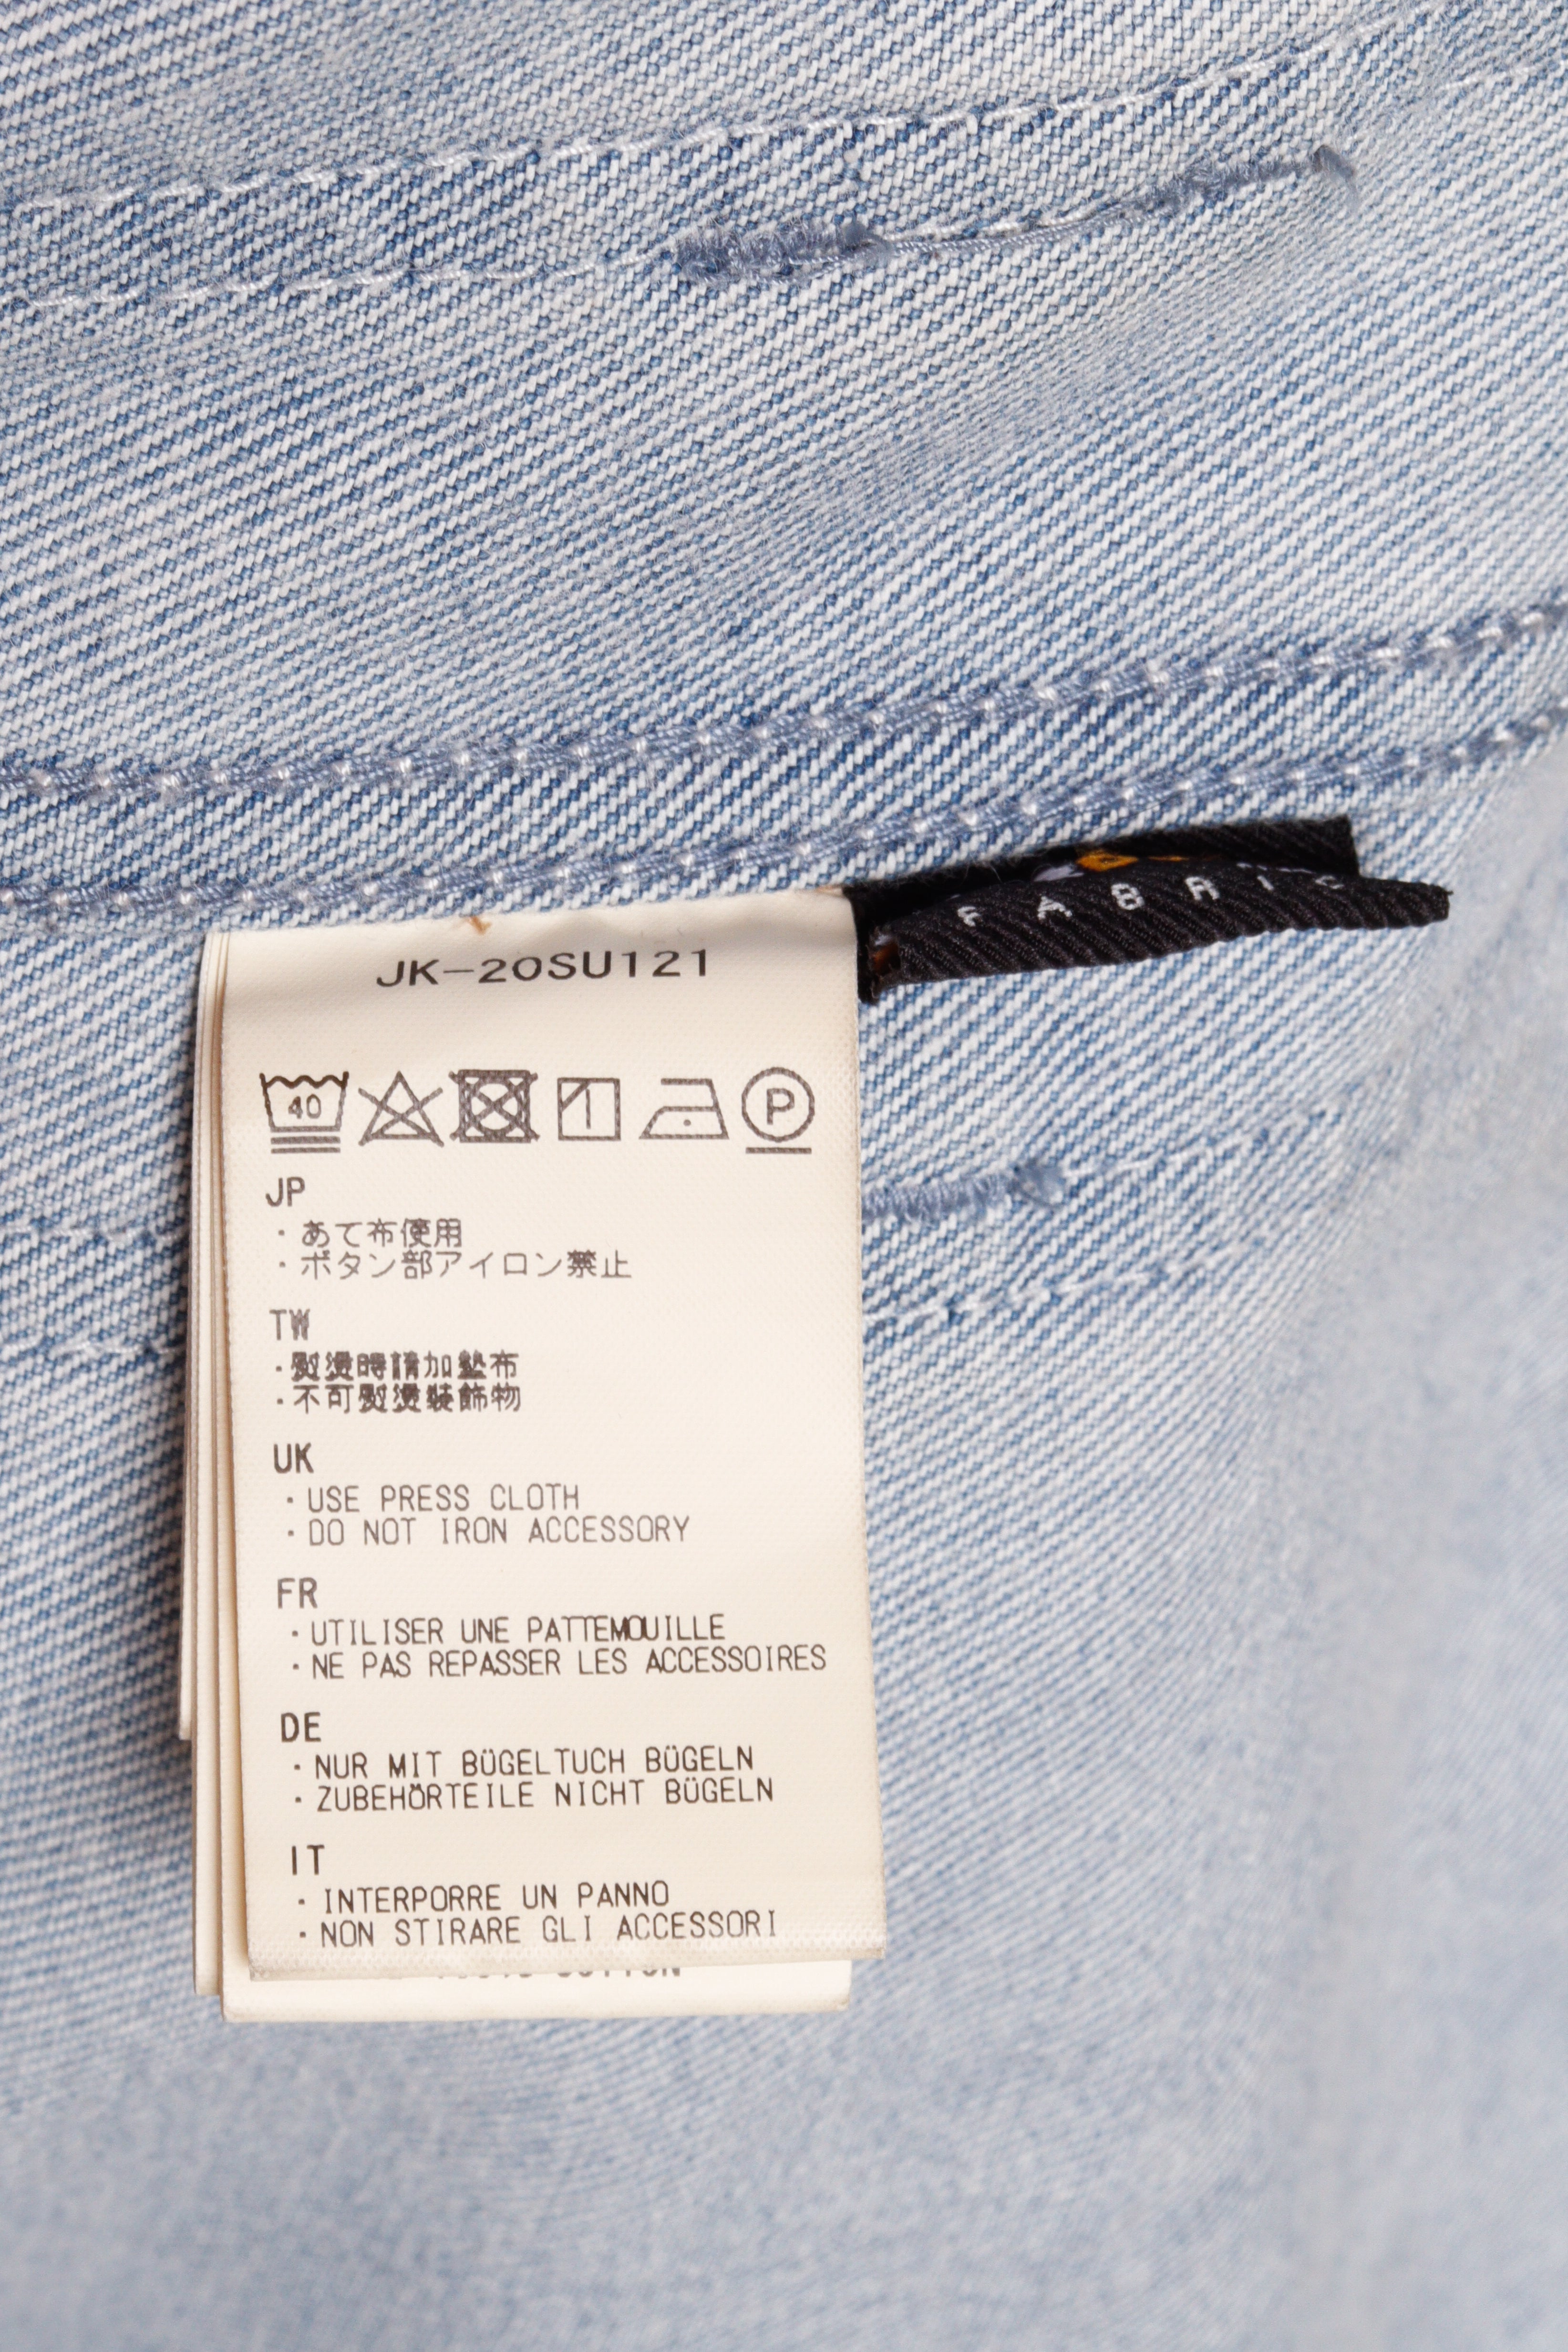 FABRIC
JK-20SU121
40
1
P
JP
・あて布使用
・ボタン部アイロン禁止
TW
・熨燙時請加墊布
・不可熨燙裝飾物
UK
・USE PRESS CLOTH
・DO NOT IRON ACCESSORY
FR
・UTILISER UNE PATTEMOUILLE
・NE PAS REPASSER LES ACCESSOIRES
DE
・NUR MIT BÜGELTUCH BÜGELN
・ZUBEHÖRTEILE NICHT BÜGELN
IT
・INTERPORRE UN PANNO
・NON STIRARE GLI ACCESSORI
COTTON